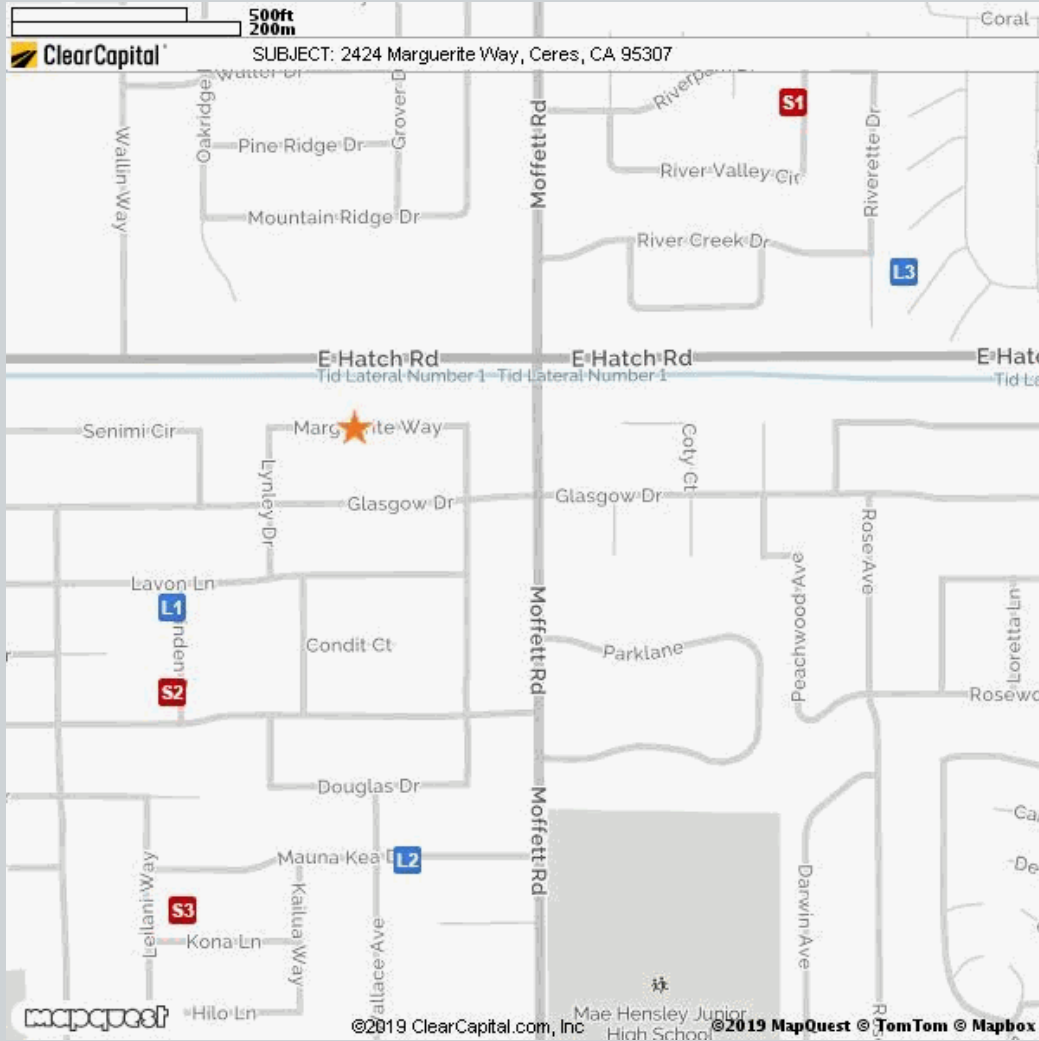 500ft
200m
Coral
ClearCapital
SUBJECT: 2424 Marguerite Way, Ceres, CA 95307
S1
Wallin Way
Oakridge
Pine Ridge Dr
Moffett Rd
River Valley Cir
Riverette Dr
Mountain Ridge Dr
River Creek Dr
L3
E Hatch Rd
E Hatch Rd
Tid Lateral Number 1
Tid Lateral Number 1
Senimi Cir
Lynley Dr
Glasgow Dr
Glasgow Dr
Coty Ct
Rose Ave
Lavon Ln
L1
Condit Ct
Moffett Rd
Parklane
Peachwood Ave
Loretta Ln
S2
Douglas Dr
Moffett Rd
Mauna Kea
L2
Leilani Way
S3
Kailua Way
Kona Ln
Darwin Ave
Hilo Ln
mapquest
©2019 ClearCapital.com, Inc
Mae Hensley Junior
High School
©2019 MapQuest © TomTom © Mapbox